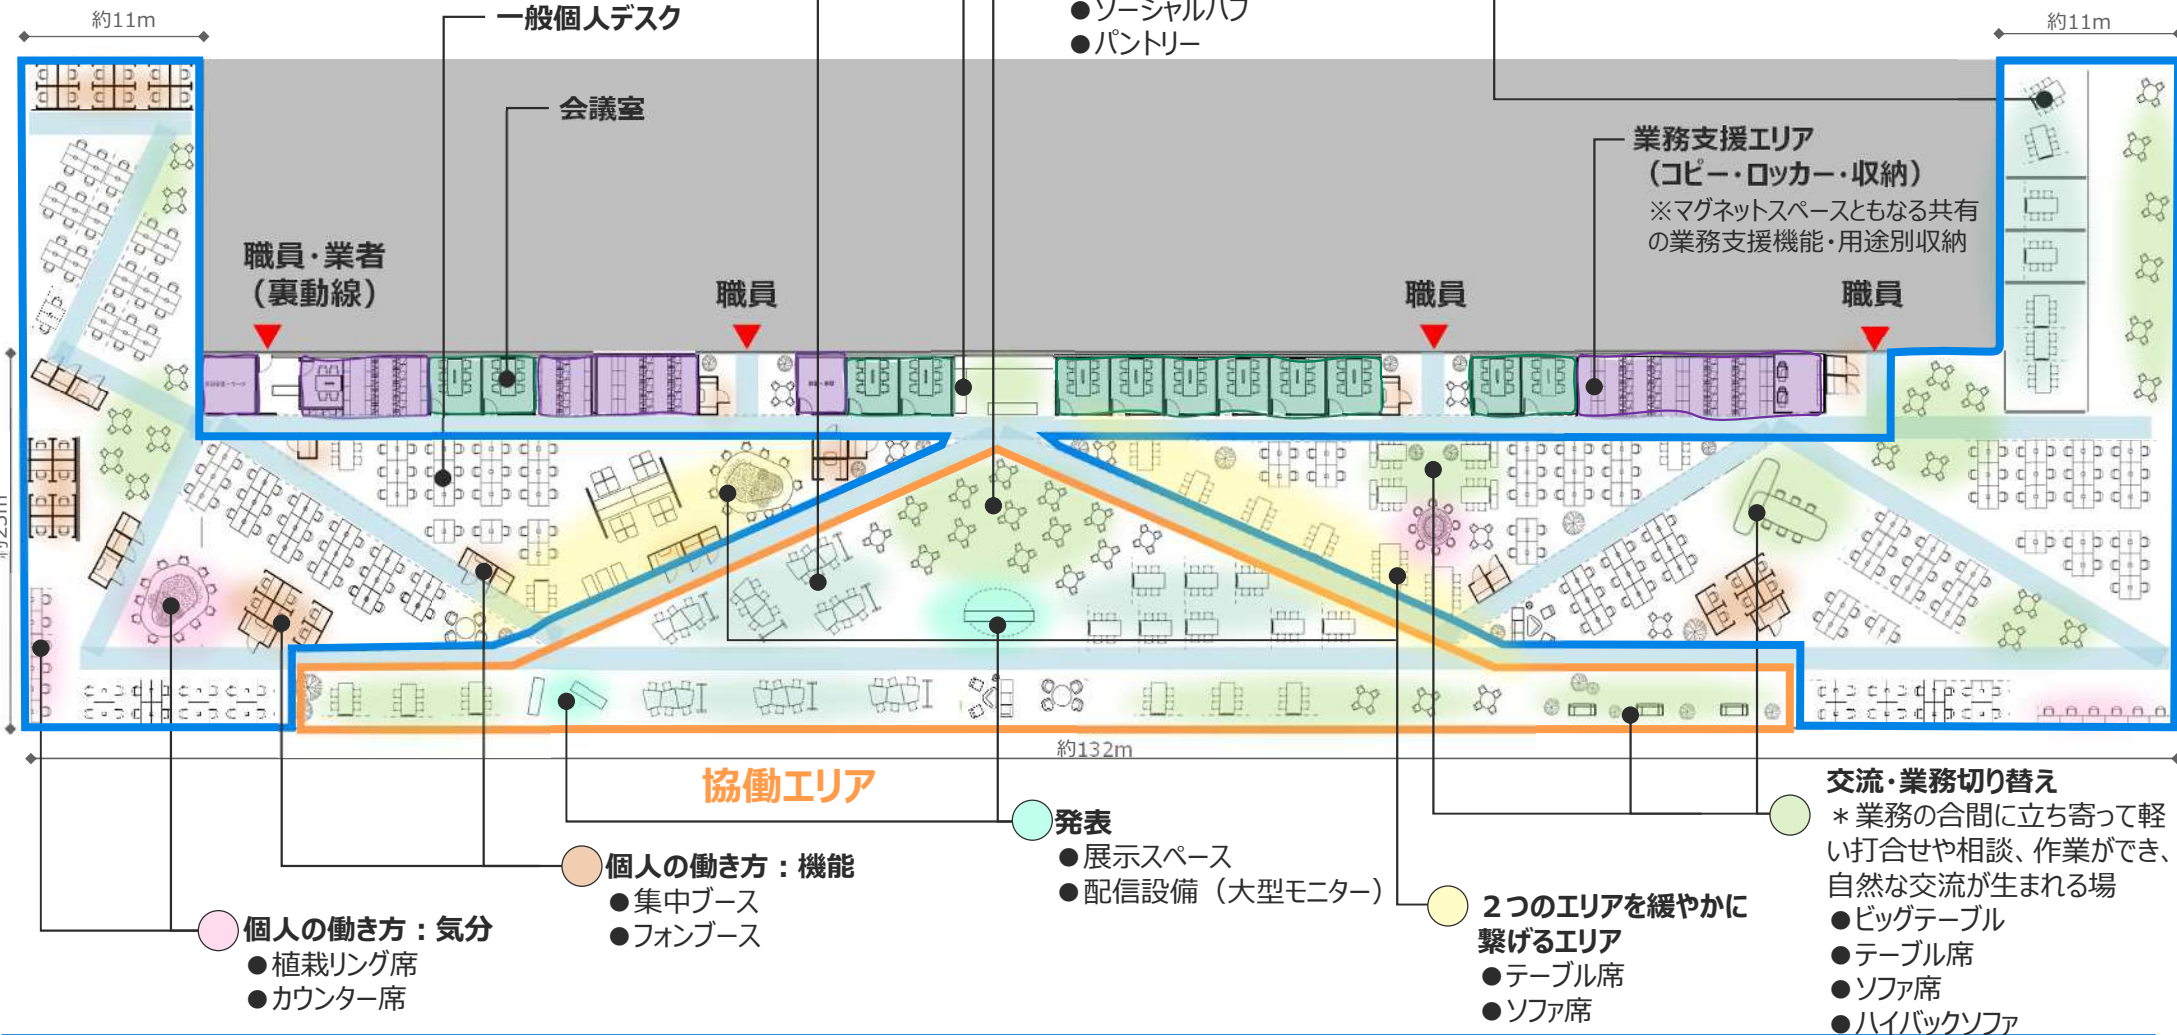 約11m
一般個人デスク
●ソーシャルハブ
●パントリー
約11m
会議室
業務支援エリア
（コピー・ロッカー・収納）
※マグネットスペースともなる共有
の業務支援機能・用途別収納
職員・業者
（裏動線）
職員
職員
職員
約132m
協働エリア
発表
●展示スペース
●配信設備（大型モニター）
個人の働き方：機能
●集中ブース
●フォンブース
個人の働き方：気分
●植栽リング席
●カウンター席
２つのエリアを緩やかに
繋げるエリア
●テーブル席
●ソファ席
交流・業務切り替え
＊業務の合間に立ち寄って軽
い打合せや相談、作業ができ、
自然な交流が生まれる場
●ビッグテーブル
●テーブル席
●ソファ席
●ハイバックソファ